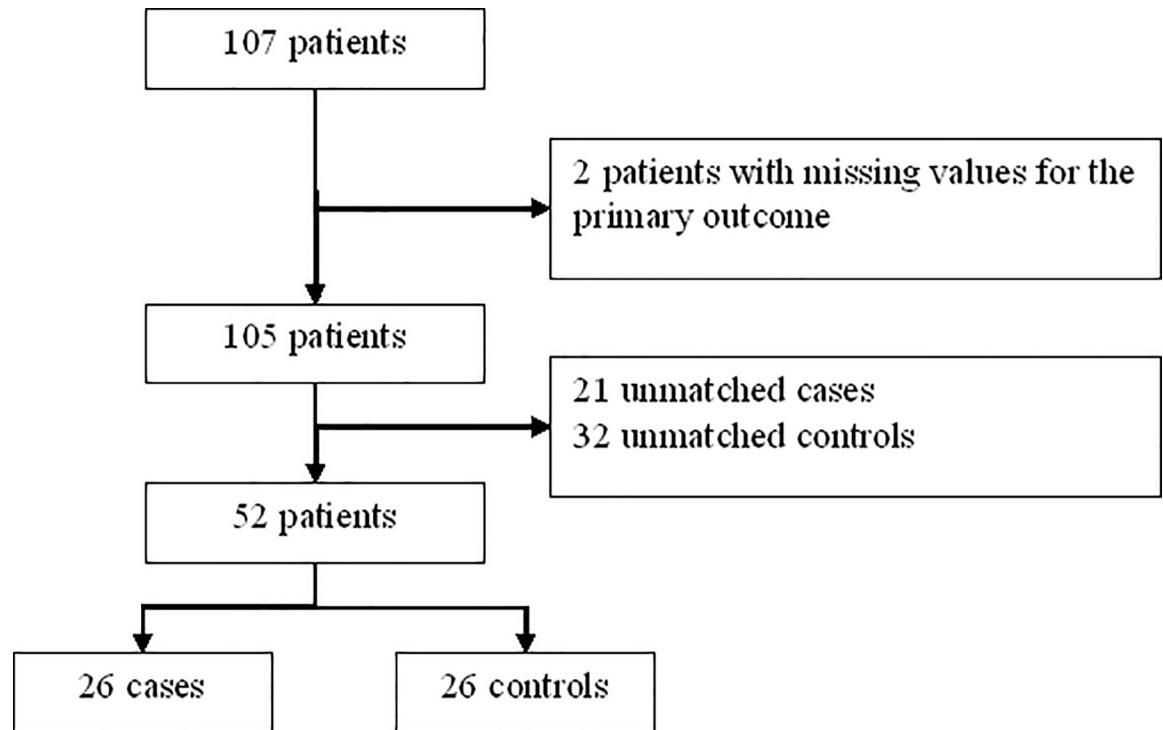 107 patients
2 patients with missing values for the
primary outcome
105 patients
21 unmatched cases
32 unmatched controls
52 patients
26 cases
26 controls